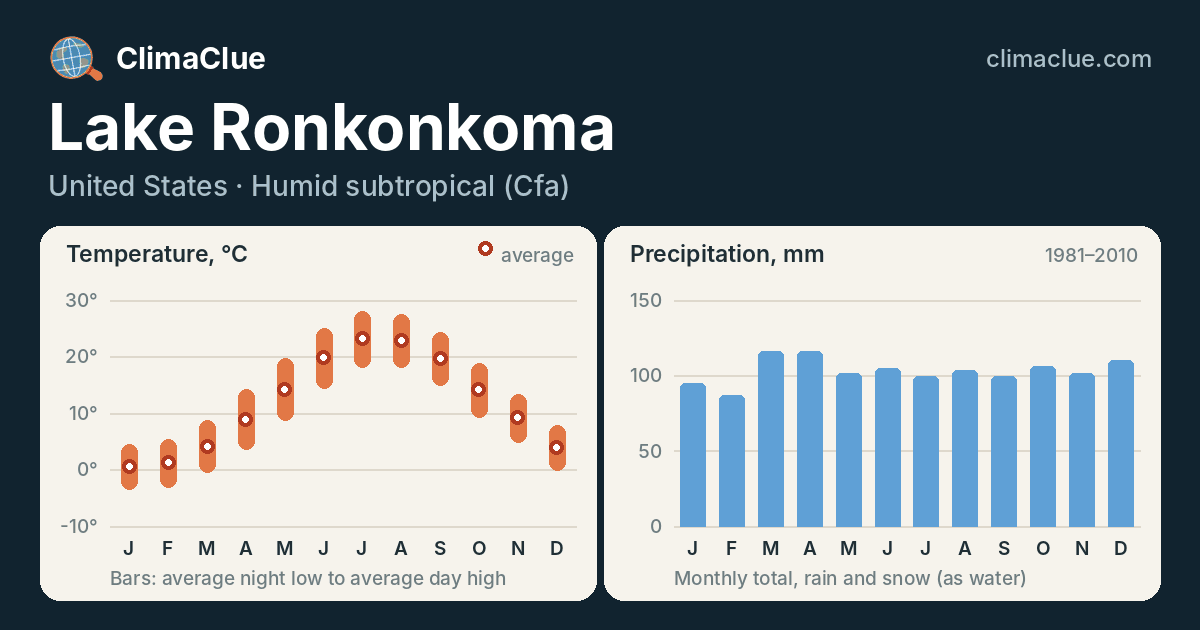 ClimaClue
climaclue.com
Lake Ronkonkoma
United States · Humid subtropical (Cfa)
Temperature, °C
average
30°
20°
10°
0°
-10°
J F M A M J J A S O N D
Bars: average night low to average day high
Precipitation, mm
1981–2010
150
100
50
0
J F M A M J J A S O N D
Monthly total, rain and snow (as water)